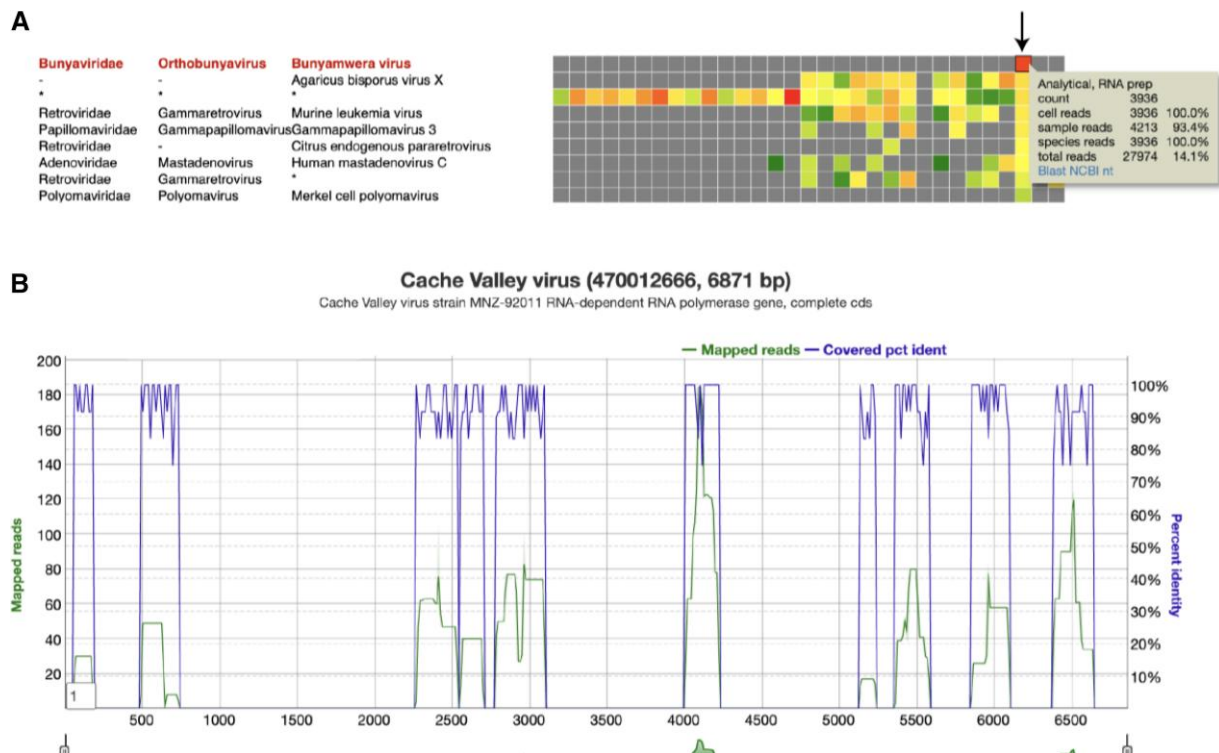 A
Bunyaviridae Orthobunyavirus Bunyamwera virus
- - Agaricus bisporus virus X
* * *
Retroviridae Gammaretrovirus Murine leukemia virus
Papillomaviridae Gammapapillomavirus Gammapapillomavirus 3
Retroviridae - Citrus endogenous pararetrovirus
Adenoviridae Mastadenovirus Human mastadenovirus C
Retroviridae Gammaretrovirus *
Polyomaviridae Polyomavirus Merkel cell polyomavirus
Analytical, RNA prep
count 3936
cell reads 3936 100.0%
sample reads 4213 93.4%
species reads 3936 100.0%
total reads 27974 14.1%
Blast NCBI nt
B
Cache Valley virus (470012666, 6871 bp)
Cache Valley virus strain MNZ-92011 RNA-dependent RNA polymerase gene, complete cds
Mapped reads Covered pct ident
200
180 100%
160 90%
140 80%
120 70%
100 60%
80 50%
60 40%
40 30%
20 20%
10%
Mapped reads
Percent identity
1
500 1000 1500 2000 2500 3000 3500 4000 4500 5000 5500 6000 6500